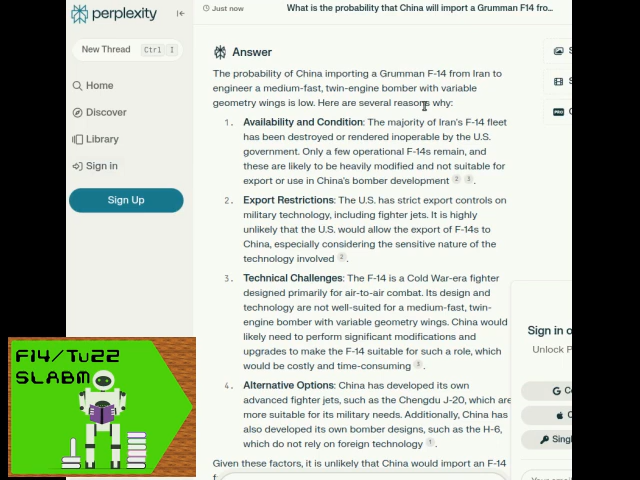 perplexity
Just now
What is the probability that China will import a Grumman F14 fro...
New Thread Ctrl I
Home
Discover
Library
Sign in
Sign Up
Answer
The probability of China importing a Grumman F-14 from Iran to
engineer a medium-fast, twin-engine bomber with variable
geometry wings is low. Here are several reasons why:
1. Availability and Condition: The majority of Iran's F-14 fleet
has been destroyed or rendered inoperable by the U.S.
government. Only a few operational F-14s remain, and
these are likely to be heavily modified and not suitable for
export or use in China's bomber development 2 3 .
2. Export Restrictions: The U.S. has strict export controls on
military technology, including fighter jets. It is highly
unlikely that the U.S. would allow the export of F-14s to
China, especially considering the sensitive nature of the
technology involved 2 .
3. Technical Challenges: The F-14 is a Cold War-era fighter
designed primarily for air-to-air combat. Its design and
technology are not well-suited for a medium-fast, twin-
engine bomber with variable geometry wings. China would
likely need to perform significant modifications and
upgrades to make the F-14 suitable for such a role, which
would be costly and time-consuming 3 .
4. Alternative Options: China has developed its own
advanced fighter jets, such as the Chengdu J-20, which are
more suitable for its military needs. Additionally, China has
also developed its own bomber designs, such as the H-6,
which do not rely on foreign technology 1 .
Given these factors, it is unlikely that China would import an F-14
Sign in o
Unlock P
Singl
F14/Tu22
SLABM